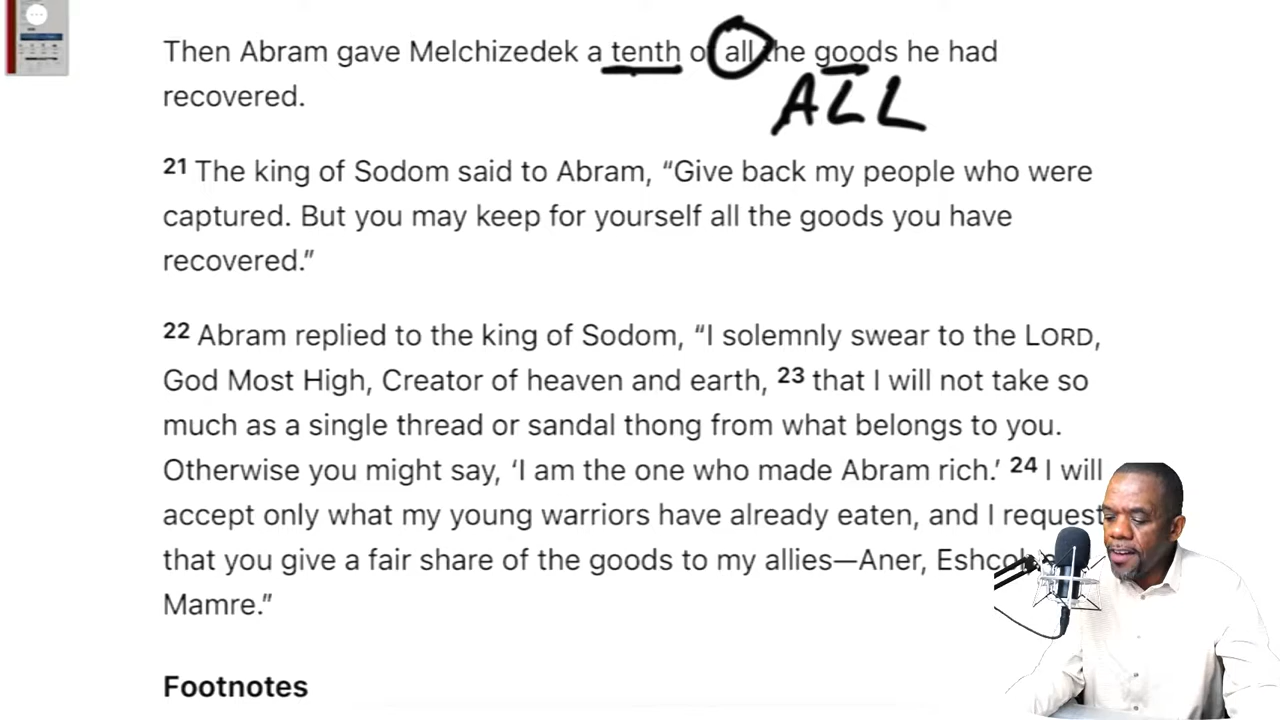 Then Abram gave Melchizedek a tenth of all the goods he had
ALL
recovered.
21 The king of Sodom said to Abram, “Give back my people who were
captured. But you may keep for yourself all the goods you have
recovered.”
22 Abram replied to the king of Sodom, “I solemnly swear to the LORD,
God Most High, Creator of heaven and earth, 23 that I will not take so
much as a single thread or sandal thong from what belongs to you.
Otherwise you might say, ‘I am the one who made Abram rich.’ 24 I will
accept only what my young warriors have already eaten, and I request
that you give a fair share of the goods to my allies—Aner, Eshcol,
Mamre.”
Footnotes